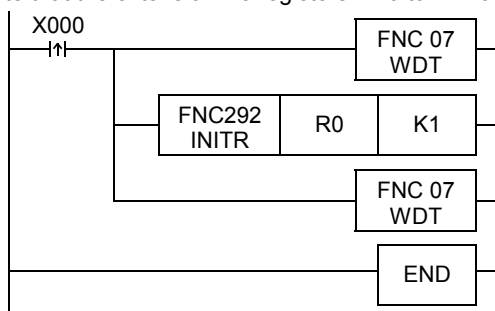 X000
FNC 07
WDT
FNC292
INITR
R0
K1
FNC 07
WDT
END